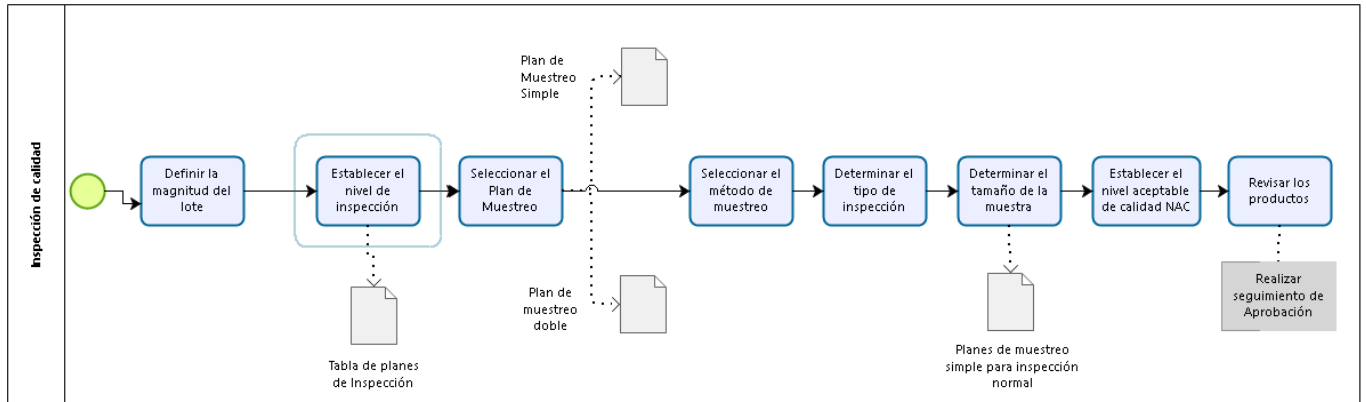 Inspección de calidad
Definir la
magnitud del
lote
Establecer el
nivel de
inspección
Tabla de planes
de Inspección
Seleccionar el
Plan de
Muestreo
Plan de
Muestreo
Simple
Plan de
muestreo
doble
Seleccionar el
método de
muestreo
Determinar el
tipo de
inspección
Determinar el
tamaño de la
muestra
Planes de muestreo
simple para inspección
normal
Establecer el
nivel aceptable
de calidad NAC
Revisar los
productos
Realizar
seguimiento de
Aprobación